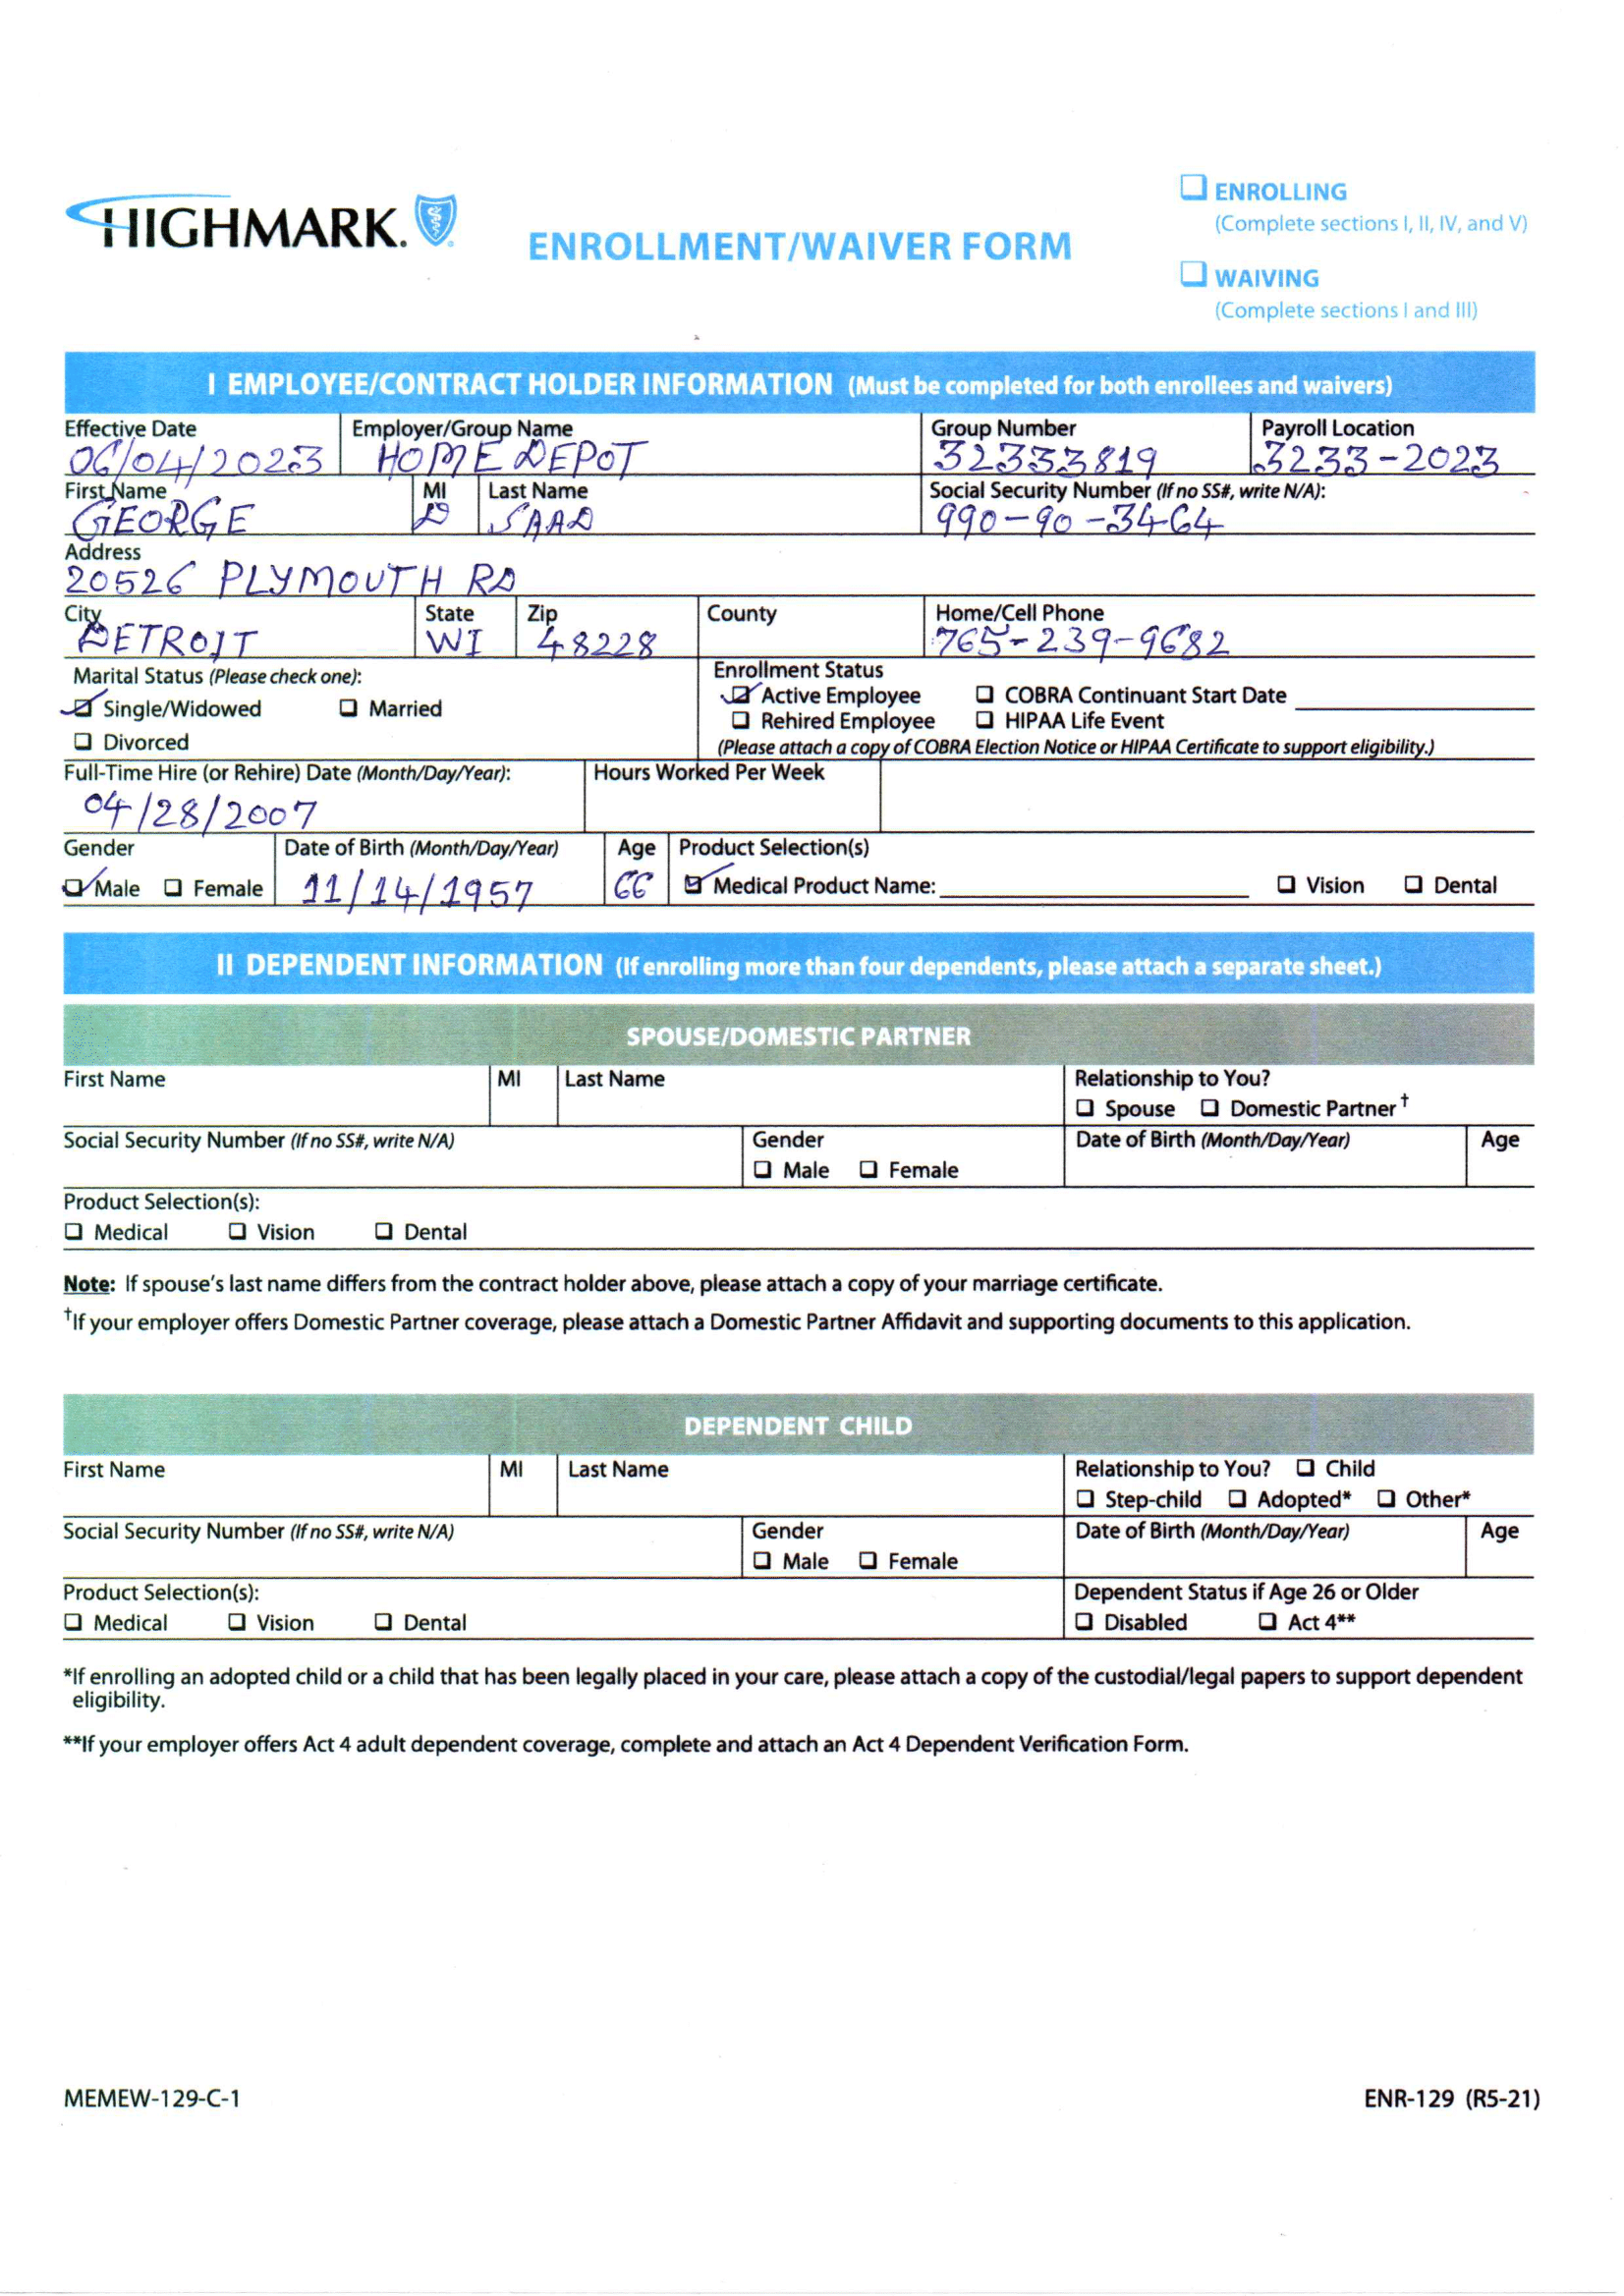 HIGHMARK.
ENROLLMENT/WAIVER FORM
ENROLLING
(Complete sections I, II, IV, and V)
WAIVING
(Complete sections I and III)
I EMPLOYEE/CONTRACT HOLDER INFORMATION (Must be completed for both enrollees and waivers)
Effective Date Employer/Group Name Group Number Payroll Location
06/04/2023 HOME DEPOT 32333819 3233-2023
First Name MI Last Name Social Security Number (If no SS#, write N/A):
GEORGE D SAAD 990-90-3464
Address
20526 PLYMOUTH RD
City State Zip County Home/Cell Phone
DETROIT WI 48228 765-239-9682
Marital Status (Please check one): Enrollment Status
Single/Widowed Married Active Employee COBRA Continuant Start Date
Divorced Rehired Employee HIPAA Life Event
(Please attach a copy of COBRA Election Notice or HIPAA Certificate to support eligibility.)
Full-Time Hire (or Rehire) Date (Month/Day/Year): Hours Worked Per Week
04/28/2007
Gender Date of Birth (Month/Day/Year) Age Product Selection(s)
Male Female 11/14/1957 66 Medical Product Name: Vision Dental
II DEPENDENT INFORMATION (If enrolling more than four dependents, please attach a separate sheet.)
SPOUSE/DOMESTIC PARTNER
First Name MI Last Name Relationship to You?
Spouse Domestic Partner†
Social Security Number (If no SS#, write N/A) Gender Date of Birth (Month/Day/Year) Age
Male Female
Product Selection(s):
Medical Vision Dental
Note: If spouse's last name differs from the contract holder above, please attach a copy of your marriage certificate.
†If your employer offers Domestic Partner coverage, please attach a Domestic Partner Affidavit and supporting documents to this application.
DEPENDENT CHILD
First Name MI Last Name Relationship to You? Child
Step-child Adopted* Other*
Social Security Number (If no SS#, write N/A) Gender Date of Birth (Month/Day/Year) Age
Male Female
Product Selection(s): Dependent Status if Age 26 or Older
Medical Vision Dental Disabled Act 4**
*If enrolling an adopted child or a child that has been legally placed in your care, please attach a copy of the custodial/legal papers to support dependent
eligibility.
**If your employer offers Act 4 adult dependent coverage, complete and attach an Act 4 Dependent Verification Form.
MEMEW-129-C-1 ENR-129 (R5-21)